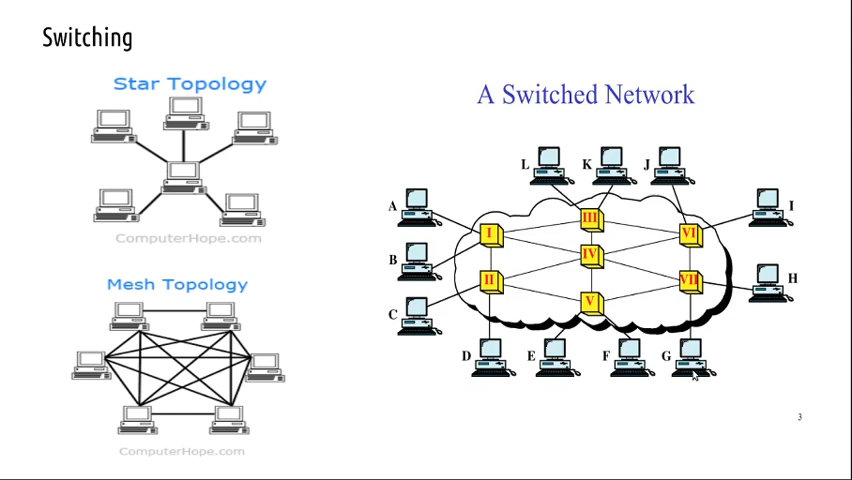 Switching
Star Topology
ComputerHope.com
Mesh Topology
ComputerHope.com
A Switched Network
L K J
A I
B H
C
D E F G
I II III IV V VI VII
3